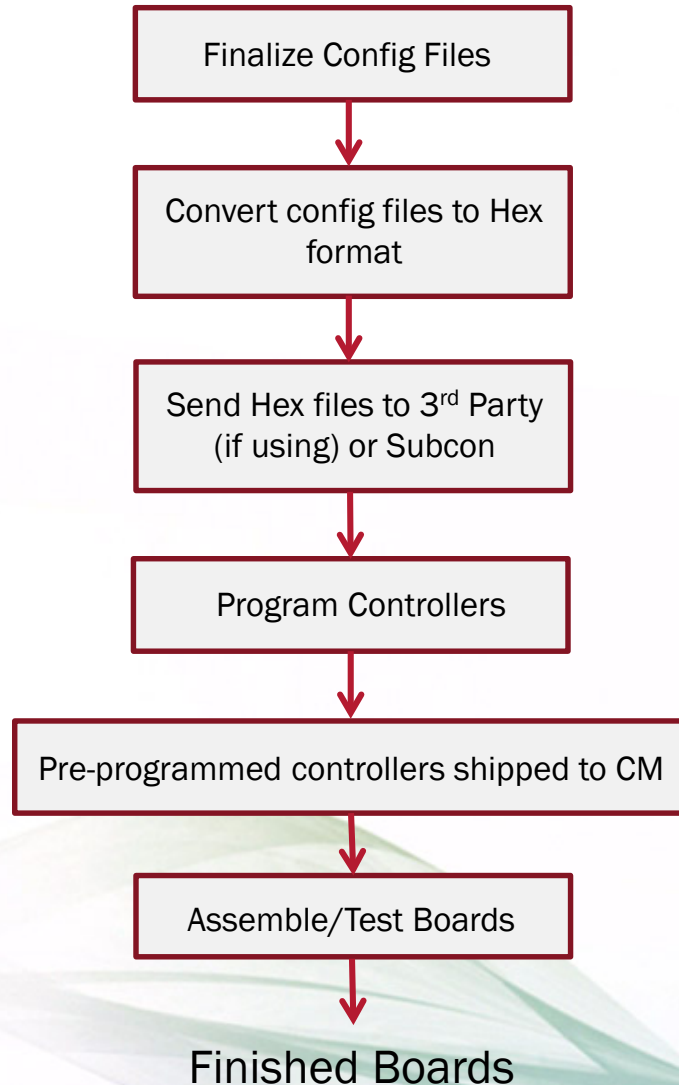 Finalize Config Files
Convert config files to Hex
format
Send Hex files to 3rd Party
(if using) or Subcon
Program Controllers
Pre-programmed controllers shipped to CM
Assemble/Test Boards
Finished Boards